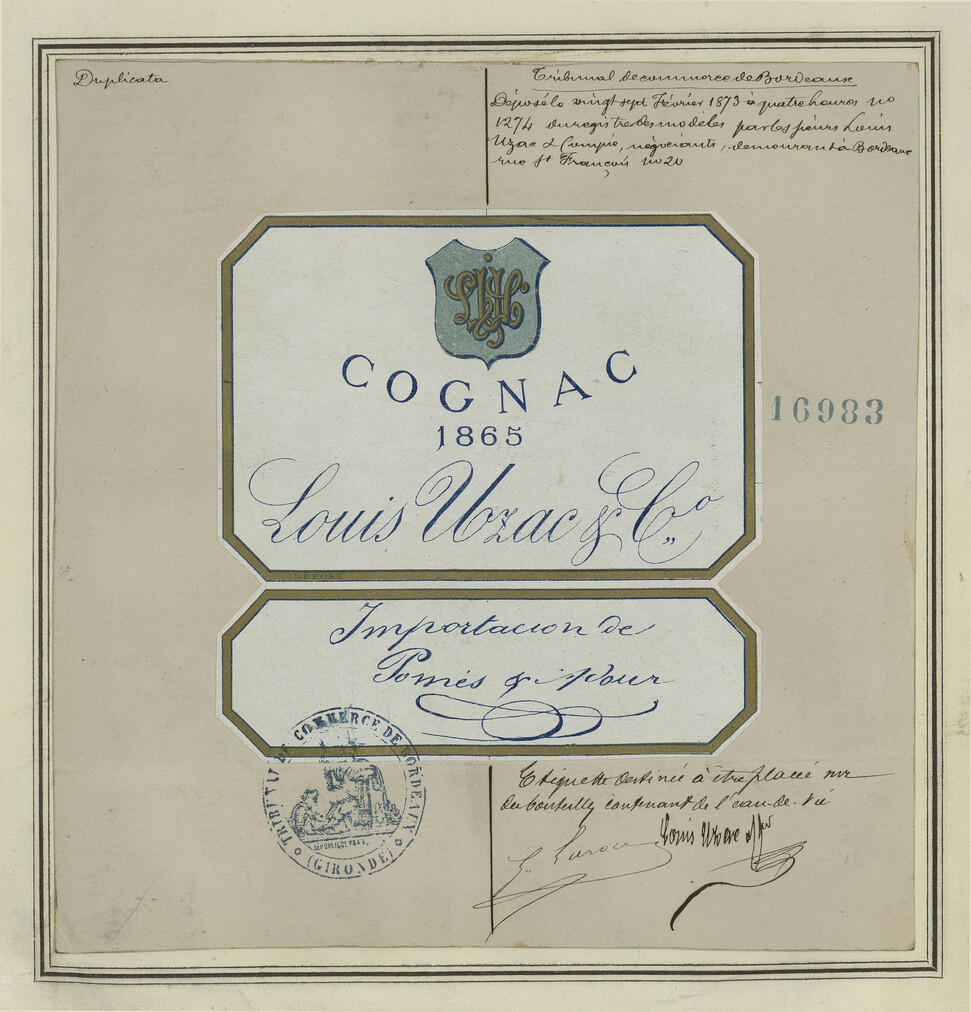 Duplicata
Tribunal de commerce de Bordeaux
Déposé le vingt sept Février 1873 à quatre heures no
1274 du registre des modèles par les sieurs Louis
Uzac & Compie, négociants, demeurant à Bordeaux
rue St François no 20
COGNAC
1865
16983
Louis Uzac & Co
DÉPOSÉ
Importacion de
Pomés &
TRIBUNAL DE COMMERCE DE BORDEAUX
RÉPUBLIQUE FRA
(GIRONDE)
Etiquette destinée à être placée sur
des bouteilles contenant de l'eau-de-vie
Louis Uzac